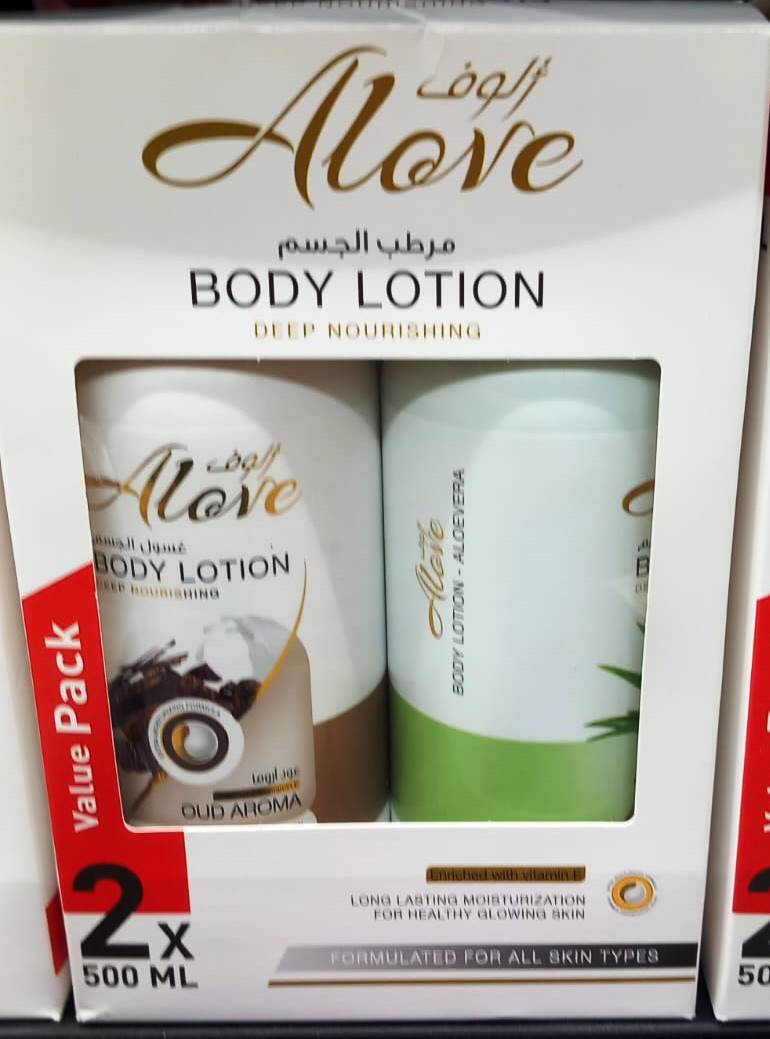 ألوف
Alove
مرطب الجسم
BODY LOTION
DEEP NOURISHING
ألوف
Alove
غسول الجسم
BODY LOTION
DEEP NOURISHING
عود أروما
OUD AROMA
Alove
BODY LOTION - ALOEVERA
Value Pack
2x
500 ML
Enriched with vitamin E
LONG LASTING MOISTURIZATION
FOR HEALTHY GLOWING SKIN
FORMULATED FOR ALL SKIN TYPES